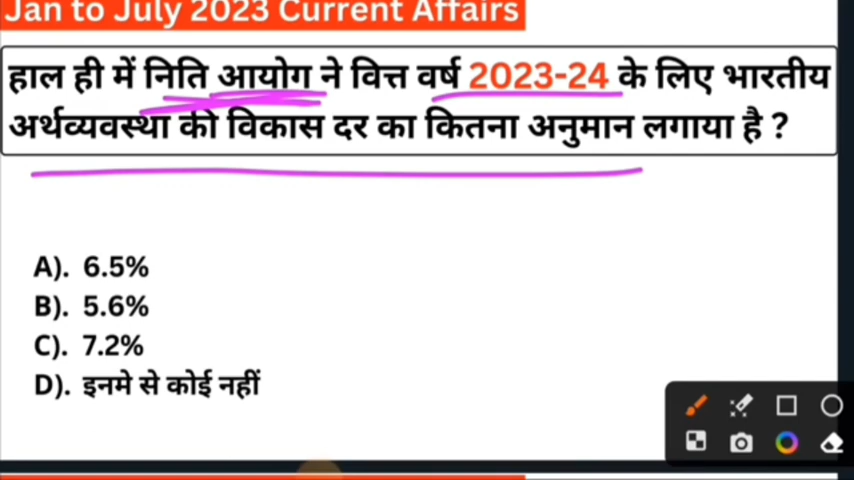 Jan to July 2023 Current Affairs
हाल ही में निति आयोग ने वित्त वर्ष 2023-24 के लिए भारतीय
अर्थव्यवस्था की विकास दर का कितना अनुमान लगाया है ?
A). 6.5%
B). 5.6%
C). 7.2%
D). इनमे से कोई नहीं